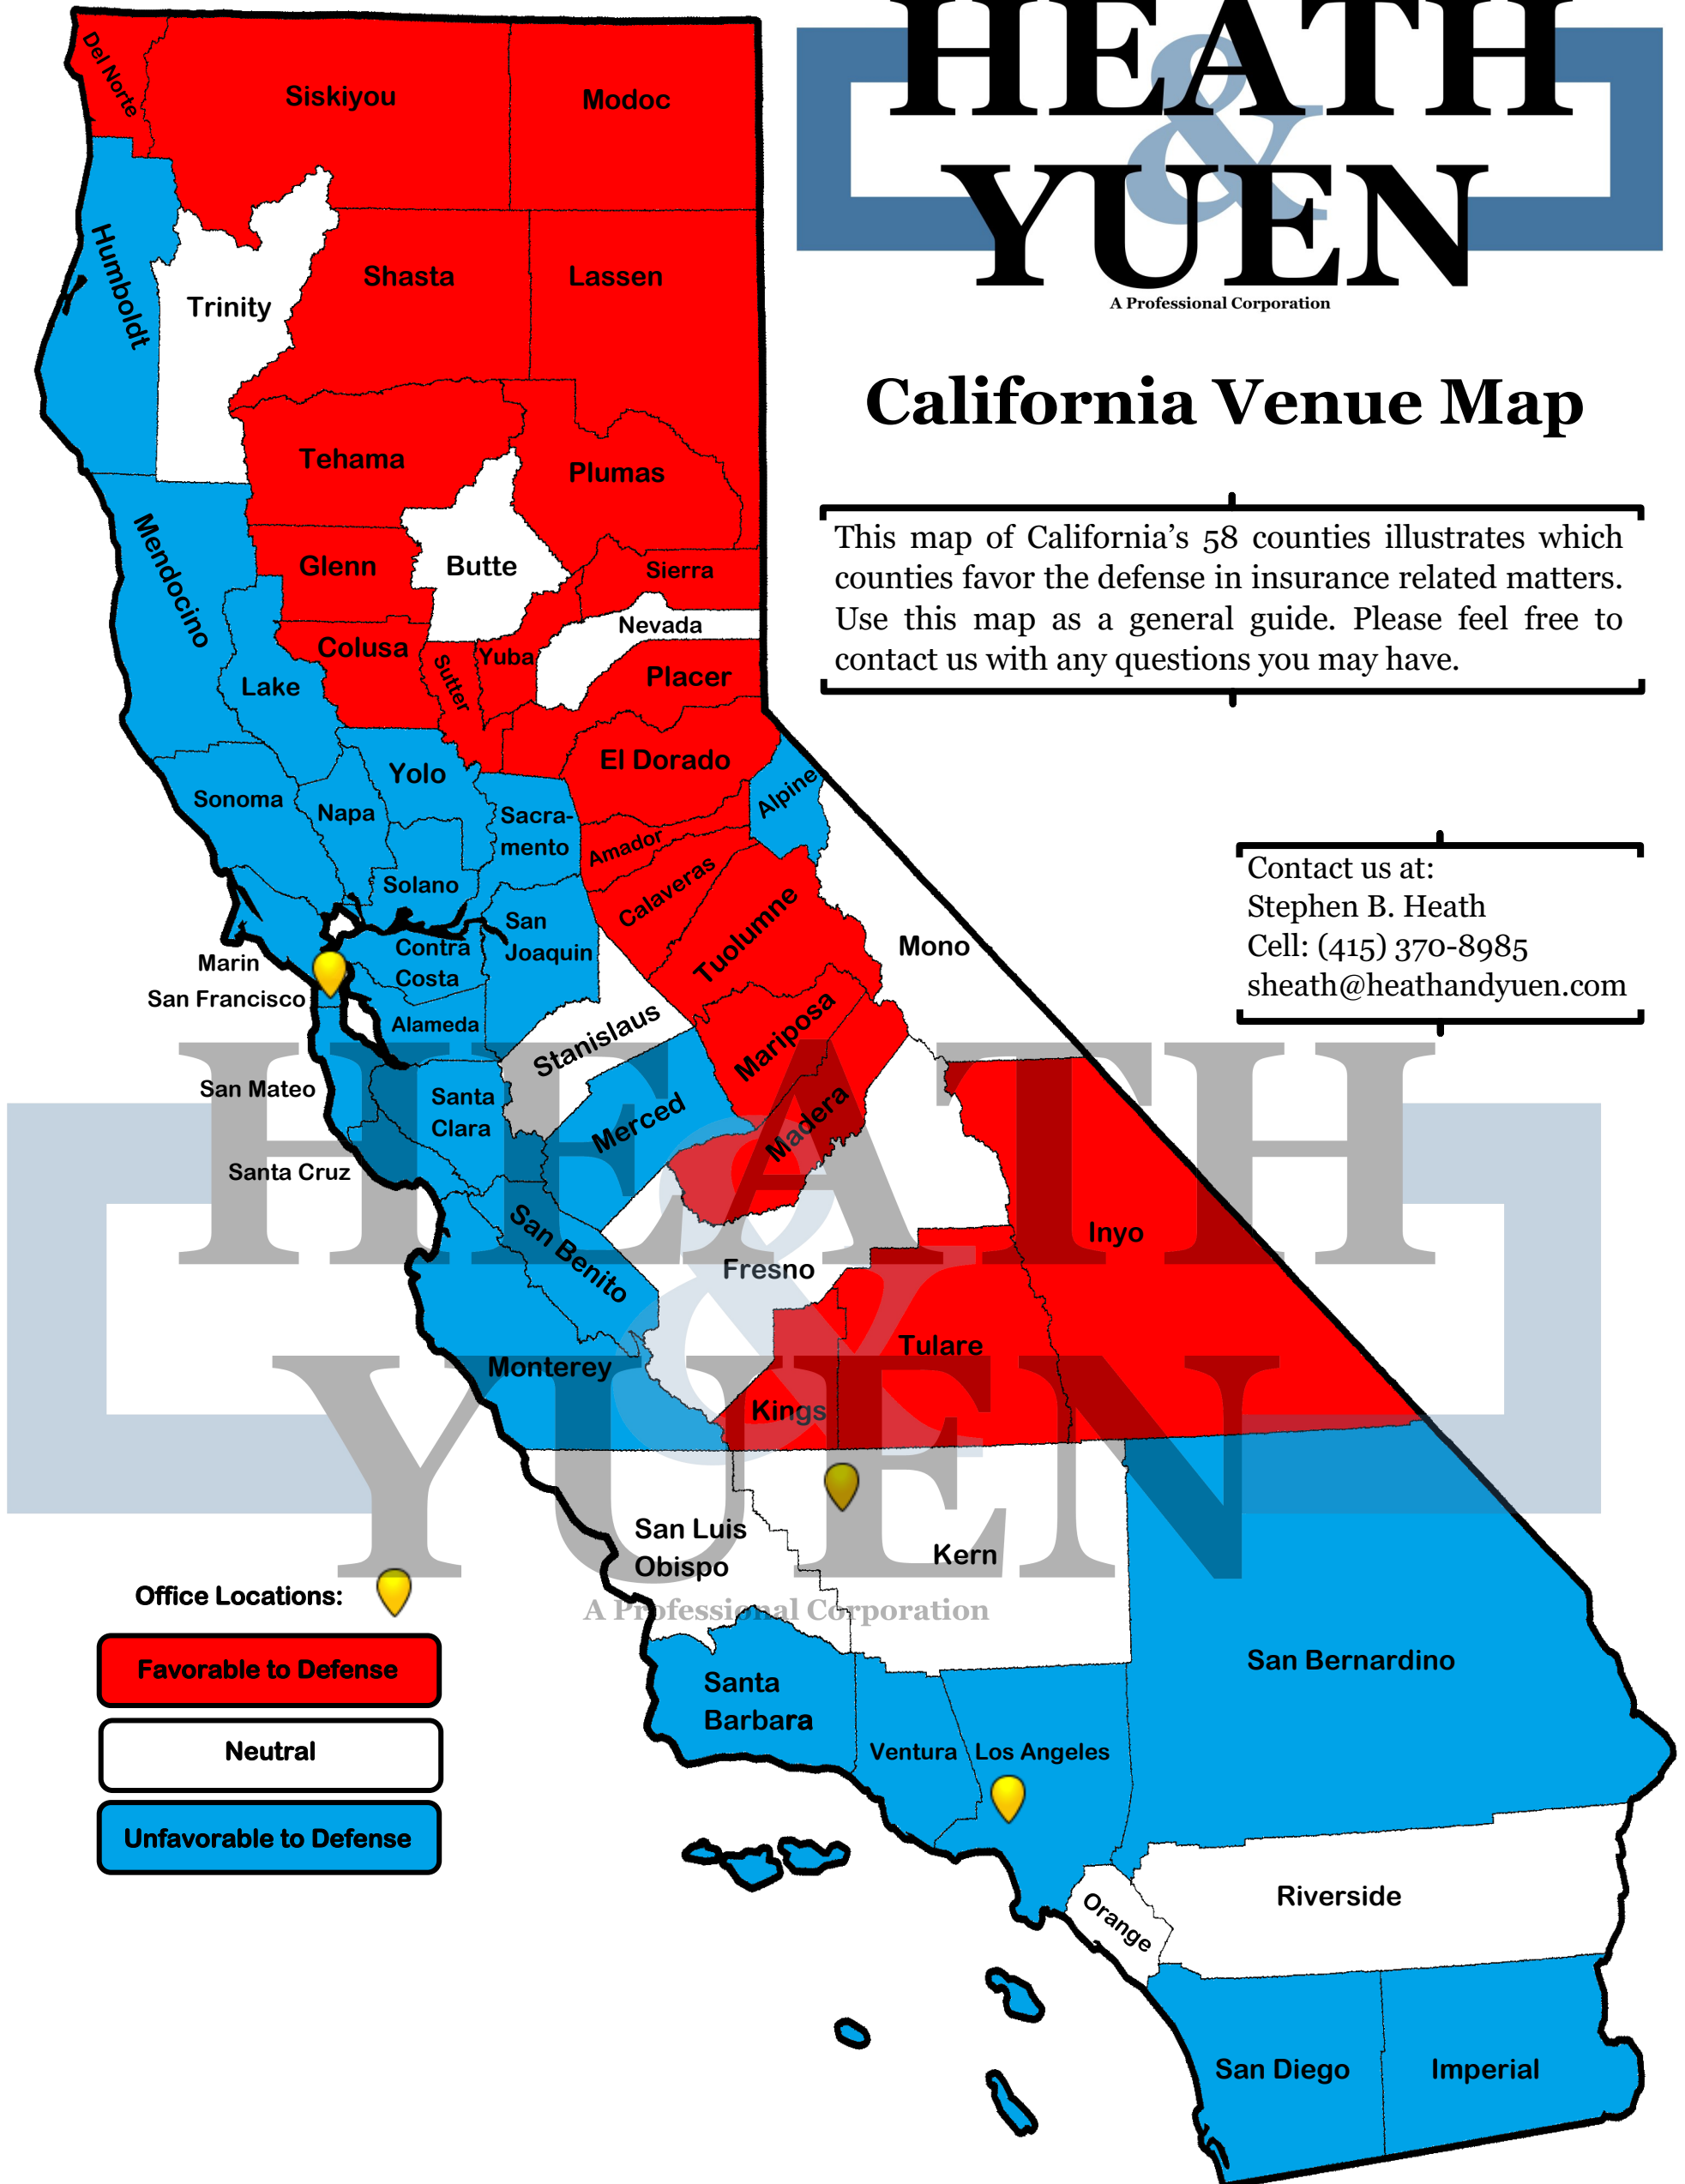 HEATH
&
YUEN
A Professional Corporation
California Venue Map
This map of California’s 58 counties illustrates which
counties favor the defense in insurance related matters.
Use this map as a general guide. Please feel free to
contact us with any questions you may have.
Contact us at:
Stephen B. Heath
Cell: (415) 370-8985
sheath@heathandyuen.com
Del Norte
Siskiyou
Modoc
Humboldt
Trinity
Shasta
Lassen
Tehama
Plumas
Mendocino
Glenn
Butte
Sierra
Nevada
Colusa
Sutter
Yuba
Placer
Lake
El Dorado
Yolo
Alpine
Sonoma
Napa
Sacra-
mento
Amador
Solano
Calaveras
San
Joaquin
Tuolumne
Mono
Contra
Costa
Marin
San Francisco
Alameda
Stanislaus
Mariposa
San Mateo
Santa
Clara
Merced
Madera
Santa Cruz
San Benito
Inyo
Fresno
Tulare
Monterey
Kings
HEATH
&
YUEN
A Professional Corporation
San Luis
Obispo
Kern
San Bernardino
Santa
Barbara
Ventura
Los Angeles
Orange
Riverside
San Diego
Imperial
Office Locations:
Favorable to Defense
Neutral
Unfavorable to Defense